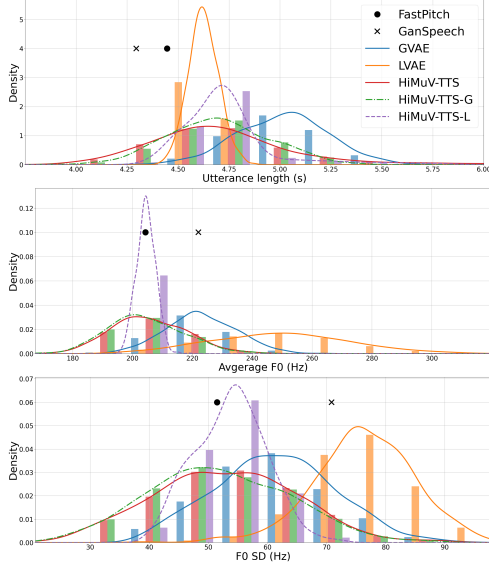 5
4
3
2
1
0
Density
FastPitch
GanSpeech
GVAE
LVAE
HiMuV-TTS
HiMuV-TTS-G
HiMuV-TTS-L
4.00 4.25 4.50 4.75 5.00 5.25 5.50 5.75 6.00
Utterance length (s)
0.12
0.10
0.08
0.06
0.04
0.02
0.00
Density
180 200 220 240 260 280 300
Avgerage F0 (Hz)
0.07
0.06
0.05
0.04
0.03
0.02
0.01
0.00
Density
30 40 50 60 70 80 90
F0 SD (Hz)